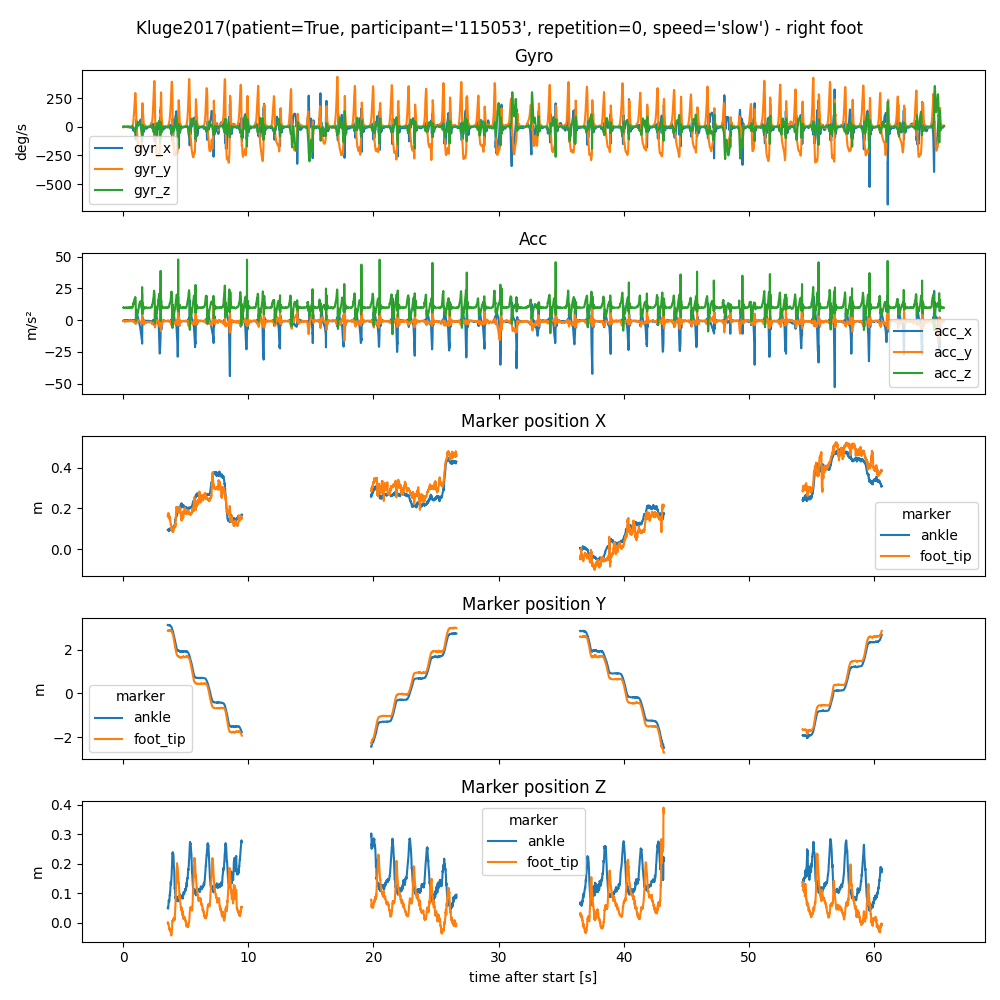 Kluge2017(patient=True, participant='115053', repetition=0, speed='slow') - right foot
Gyro
deg/s
250
0
−250
−500
gyr_x
gyr_y
gyr_z
Acc
m/s²
50
25
0
−25
−50
acc_x
acc_y
acc_z
Marker position X
m
0.4
0.2
0.0
marker
ankle
foot_tip
Marker position Y
m
2
0
−2
marker
ankle
foot_tip
Marker position Z
m
0.4
0.3
0.2
0.1
0.0
marker
ankle
foot_tip
0 10 20 30 40 50 60
time after start [s]